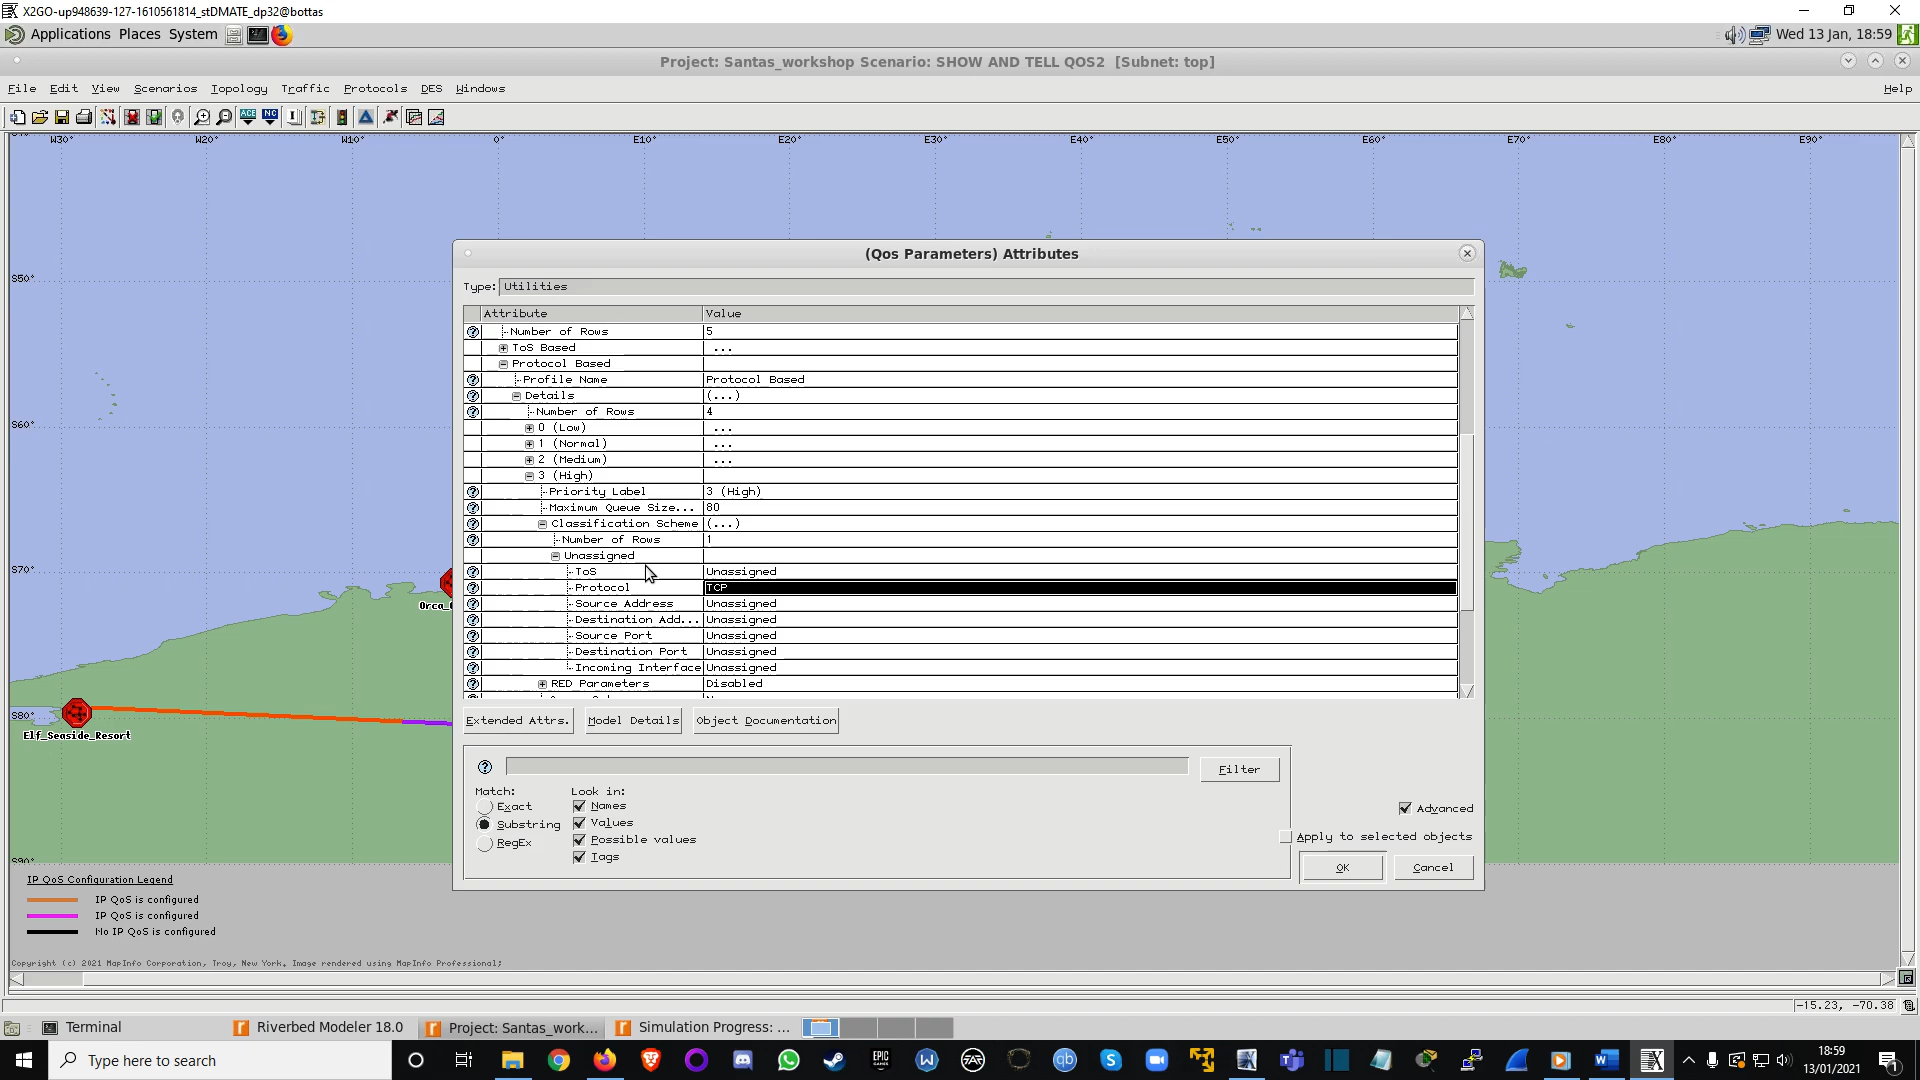 X2GO-up948639-127-1610561814_stDMATE_dp32@bottas
Applications Places System
Wed 13 Jan, 18:59
Project: Santas_workshop Scenario: SHOW AND TELL QOS2 [Subnet: top]
File Edit View Scenarios Topology Traffic Protocols DES Windows
Help
W30° W20° W10° 0° E10° E20° E30° E40° E50° E60° E70° E80° E90°
S50°
S60°
S70°
S80°
S90°
Elf_Seaside_Resort
(Qos Parameters) Attributes
Type: Utilities
Attribute Value
Number of Rows 5
ToS Based ...
Protocol Based
Profile Name Protocol Based
Details (...)
Number of Rows 4
0 (Low) ...
1 (Normal) ...
2 (Medium) ...
3 (High)
Priority Label 3 (High)
Maximum Queue Size... 80
Classification Scheme (...)
Number of Rows 1
Unassigned
ToS Unassigned
Protocol TCP
Source Address Unassigned
Destination Add... Unassigned
Source Port Unassigned
Destination Port Unassigned
Incoming Interface Unassigned
RED Parameters Disabled
Extended Attrs. Model Details Object Documentation
Filter
Match: Look in:
Exact Names
Substring Values
RegEx Possible values
Tags
Advanced
Apply to selected objects
OK Cancel
IP QoS Configuration Legend
IP QoS is configured
IP QoS is configured
No IP QoS is configured
Copyright (c) 2021 MapInfo Corporation, Troy, New York. Image rendered using MapInfo Professional;
-15.23, -70.38
Terminal Riverbed Modeler 18.0 Project: Santas_work... Simulation Progress: ...
Type here to search
18:59
13/01/2021